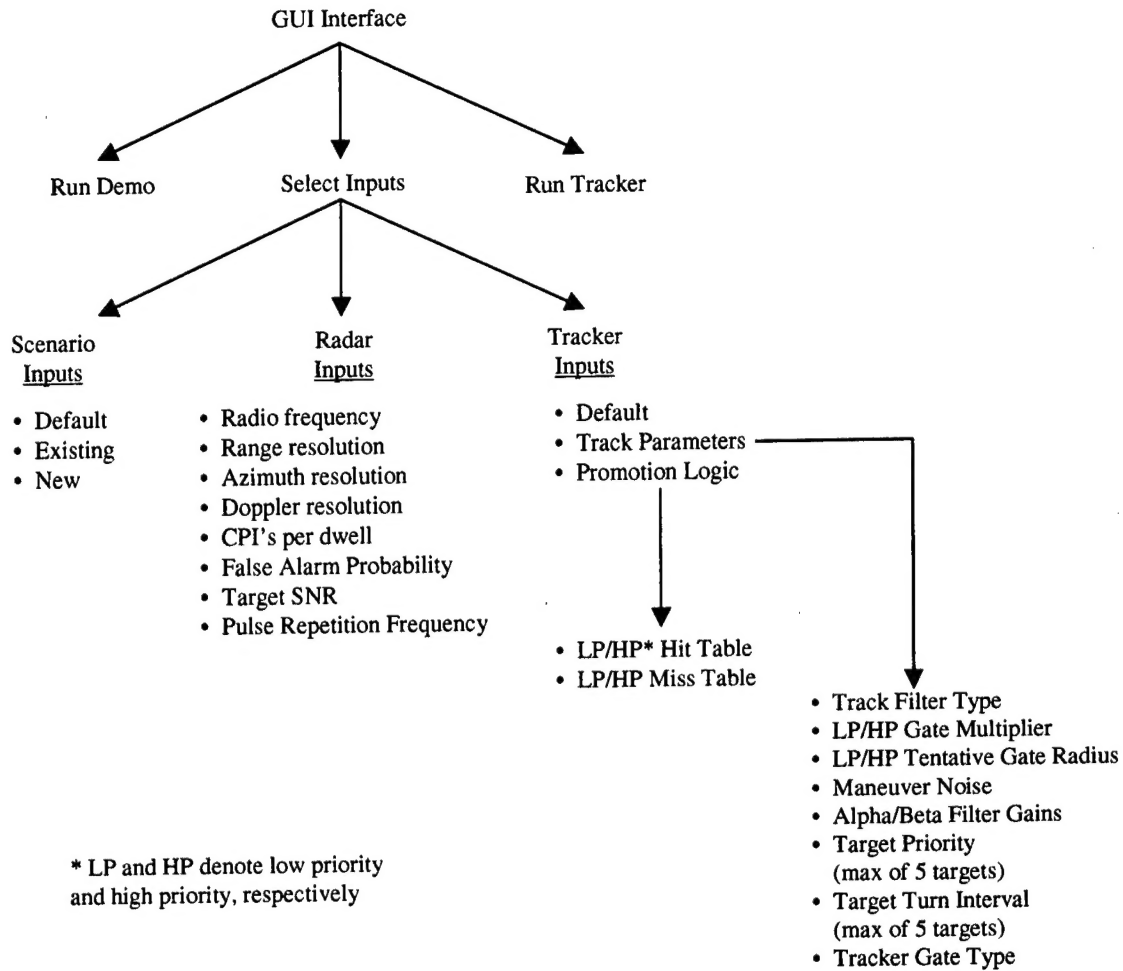 GUI Interface
Run Demo
Select Inputs
Run Tracker
Scenario
Inputs
• Default
• Existing
• New
Radar
Inputs
• Radio frequency
• Range resolution
• Azimuth resolution
• Doppler resolution
• CPI's per dwell
• False Alarm Probability
• Target SNR
• Pulse Repetition Frequency
Tracker
Inputs
• Default
• Track Parameters
• Promotion Logic
• LP/HP* Hit Table
• LP/HP Miss Table
• Track Filter Type
• LP/HP Gate Multiplier
• LP/HP Tentative Gate Radius
• Maneuver Noise
• Alpha/Beta Filter Gains
• Target Priority
(max of 5 targets)
• Target Turn Interval
(max of 5 targets)
• Tracker Gate Type
* LP and HP denote low priority
and high priority, respectively